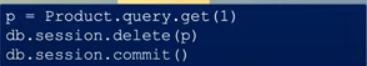 p = Product.query.get(1)
db.session.delete(p)
db.session.commit()